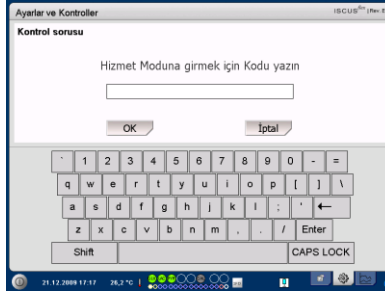 Ayarlar ve Kontroller
Kontrol sorusu
Hizmet Moduna girmek için Kodu yazın
OK İptal
` 1 2 3 4 5 6 7 8 9 0 - =
q w e r t y u i o p [ ] \
a s d f g h j k l ; ' ←
z x c v b n m , . / Enter
Shift CAPS LOCK
21.12.2009 17:17 26,2 °C